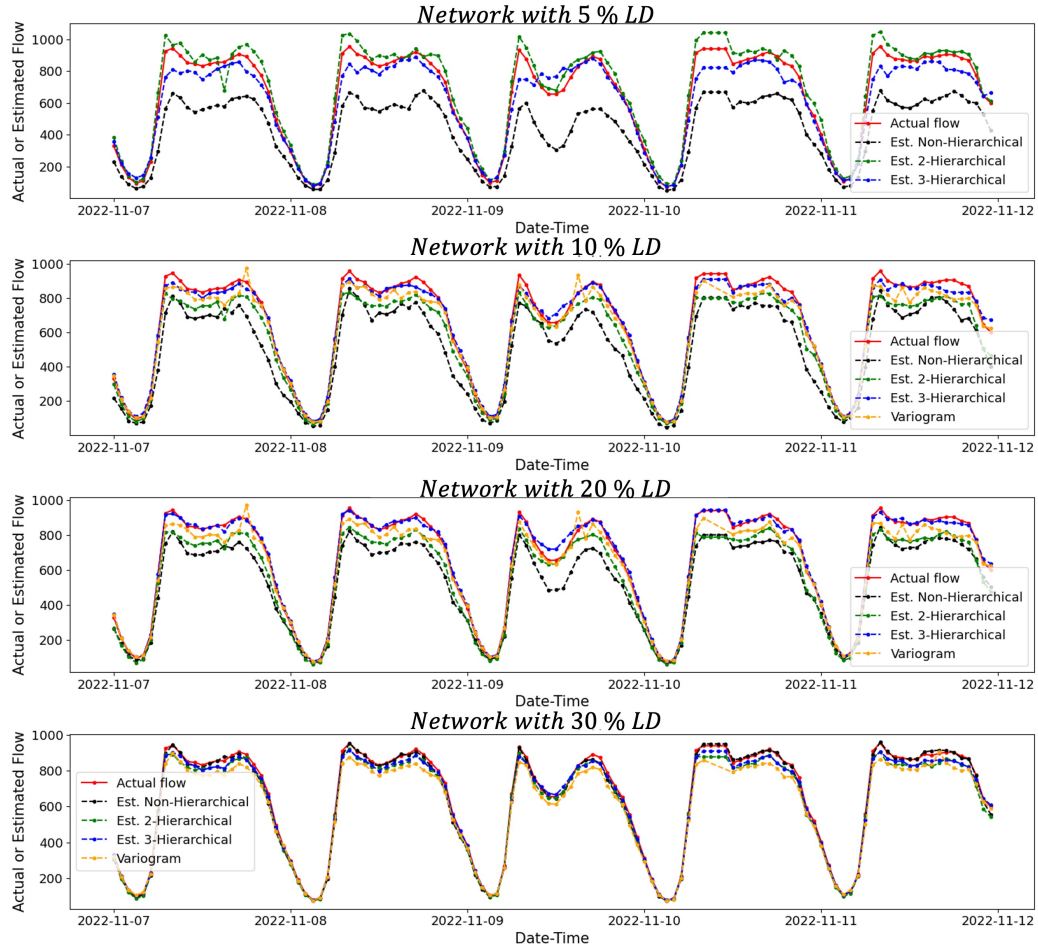 Network with 5 % LD
Actual or Estimated Flow
1000
800
600
400
200
Actual flow
Est. Non-Hierarchical
Est. 2-Hierarchical
Est. 3-Hierarchical
2022-11-07 2022-11-08 2022-11-09 2022-11-10 2022-11-11 2022-11-12
Date-Time
Network with 10 % LD
Actual or Estimated Flow
1000
800
600
400
200
Actual flow
Est. Non-Hierarchical
Est. 2-Hierarchical
Est. 3-Hierarchical
Variogram
2022-11-07 2022-11-08 2022-11-09 2022-11-10 2022-11-11 2022-11-12
Date-Time
Network with 20 % LD
Actual or Estimated Flow
1000
800
600
400
200
Actual flow
Est. Non-Hierarchical
Est. 2-Hierarchical
Est. 3-Hierarchical
Variogram
2022-11-07 2022-11-08 2022-11-09 2022-11-10 2022-11-11 2022-11-12
Date-Time
Network with 30 % LD
Actual or Estimated Flow
1000
800
600
400
200
Actual flow
Est. Non-Hierarchical
Est. 2-Hierarchical
Est. 3-Hierarchical
Variogram
2022-11-07 2022-11-08 2022-11-09 2022-11-10 2022-11-11 2022-11-12
Date-Time